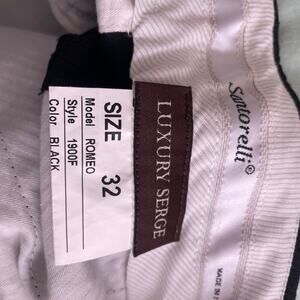 SIZE 32
Model ROMEO
Style 1900F
Color BLACK
LUXURY SERGE
Santorelli®
MADE IN